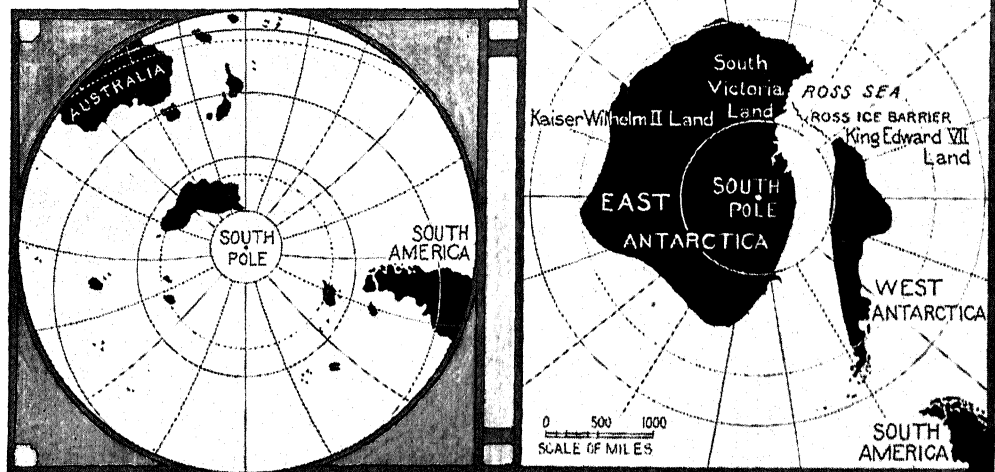 AUSTRALIA
SOUTH
POLE
SOUTH
AMERICA
South
Victoria
Land
ROSS SEA
ROSS ICE BARRIER
Kaiser Wilhelm II Land
King Edward VII
Land
SOUTH
POLE
EAST
ANTARCTICA
WEST
ANTARCTICA
0 500 1000
SCALE OF MILES
SOUTH
AMERICA